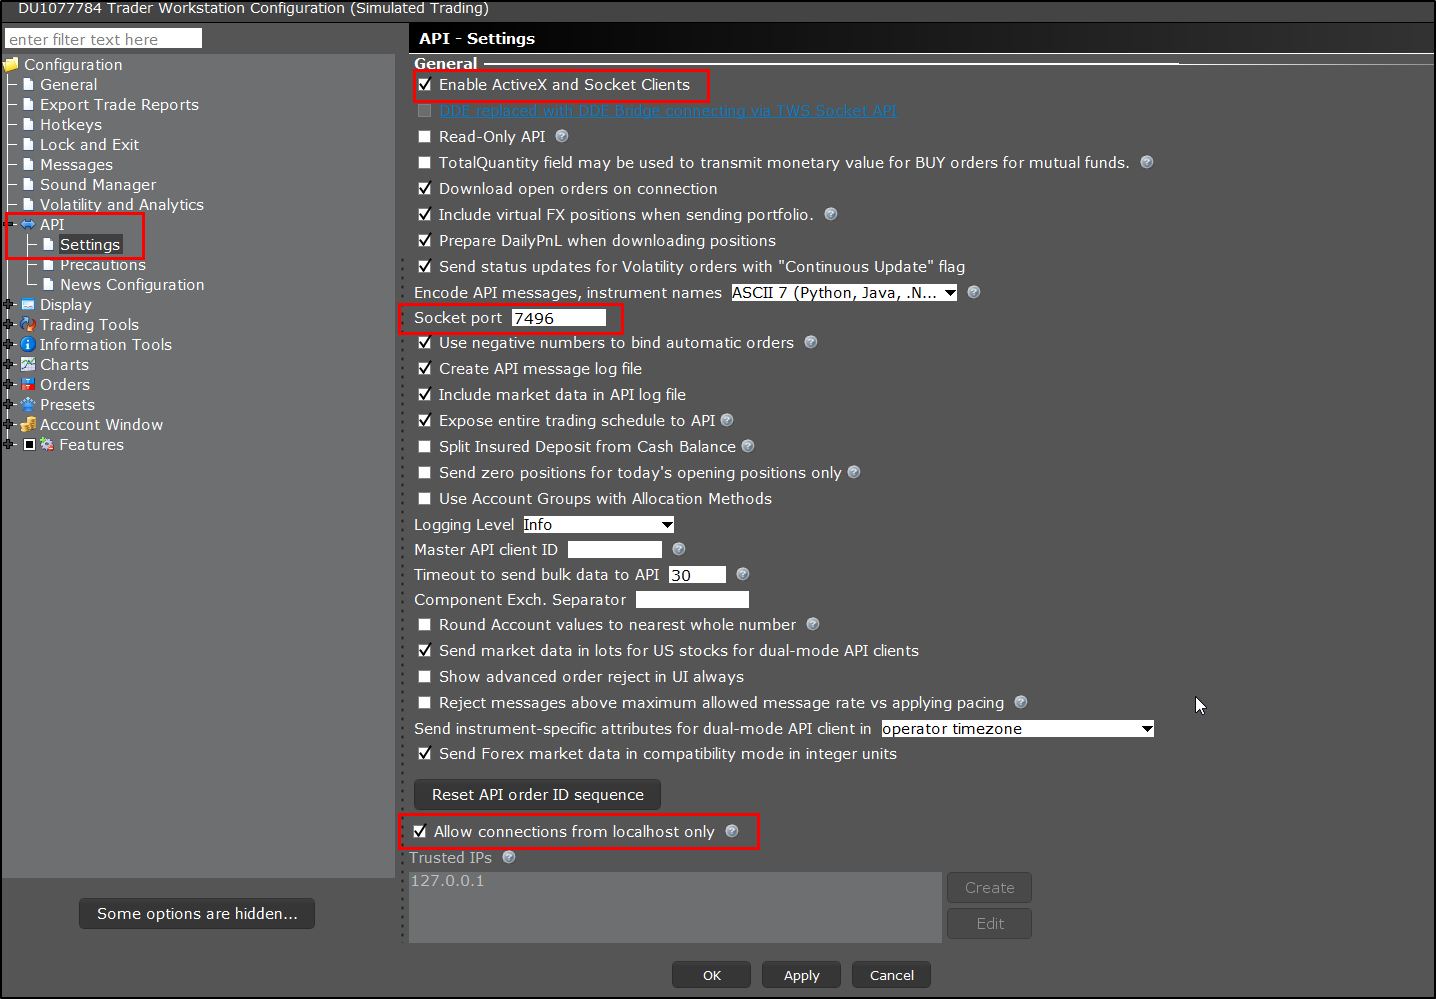 DU1077784 Trader Workstation Configuration (Simulated Trading)
enter filter text here
Configuration
General
Export Trade Reports
Hotkeys
Lock and Exit
Messages
Sound Manager
Volatility and Analytics
API
Settings
Precautions
News Configuration
Display
Trading Tools
Information Tools
Charts
Orders
Presets
Account Window
Features
Some options are hidden...
API - Settings
General
Enable ActiveX and Socket Clients
DDE replaced with DDE Bridge connecting via TWS Socket API
Read-Only API
TotalQuantity field may be used to transmit monetary value for BUY orders for mutual funds.
Download open orders on connection
Include virtual FX positions when sending portfolio.
Prepare DailyPnL when downloading positions
Send status updates for Volatility orders with "Continuous Update" flag
Encode API messages, instrument names ASCII 7 (Python, Java, .N...
Socket port 7496
Use negative numbers to bind automatic orders
Create API message log file
Include market data in API log file
Expose entire trading schedule to API
Split Insured Deposit from Cash Balance
Send zero positions for today's opening positions only
Use Account Groups with Allocation Methods
Logging Level Info
Master API client ID
Timeout to send bulk data to API 30
Component Exch. Separator
Round Account values to nearest whole number
Send market data in lots for US stocks for dual-mode API clients
Show advanced order reject in UI always
Reject messages above maximum allowed message rate vs applying pacing
Send instrument-specific attributes for dual-mode API client in operator timezone
Send Forex market data in compatibility mode in integer units
Reset API order ID sequence
Allow connections from localhost only
Trusted IPs
127.0.0.1
Create
Edit
OK Apply Cancel